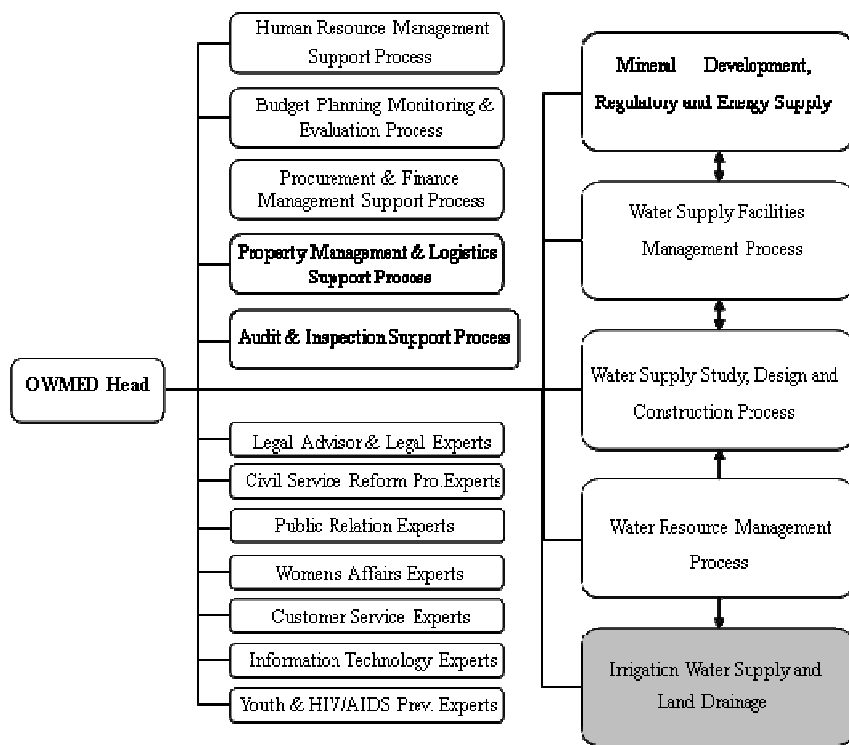 Human Resource Management
Support Process
Budget Planning Monitoring &
Evaluation Process
Procurement & Finance
Management Support Process
Property Management & Logistics
Support Process
Audit & Inspection Support Process
OWMED Head
Legal Advisor & Legal Experts
Civil Service Reform Pro.Experts
Public Relation Experts
Womens Affairs Experts
Customer Service Experts
Information Technology Experts
Youth & HIV/AIDS Prev. Experts
Mineral Development,
Regulatory and Energy Supply
Water Supply Facilities
Management Process
Water Supply Study, Design and
Construction Process
Water Resource Management
Process
Irrigation Water Supply and
Land Drainage